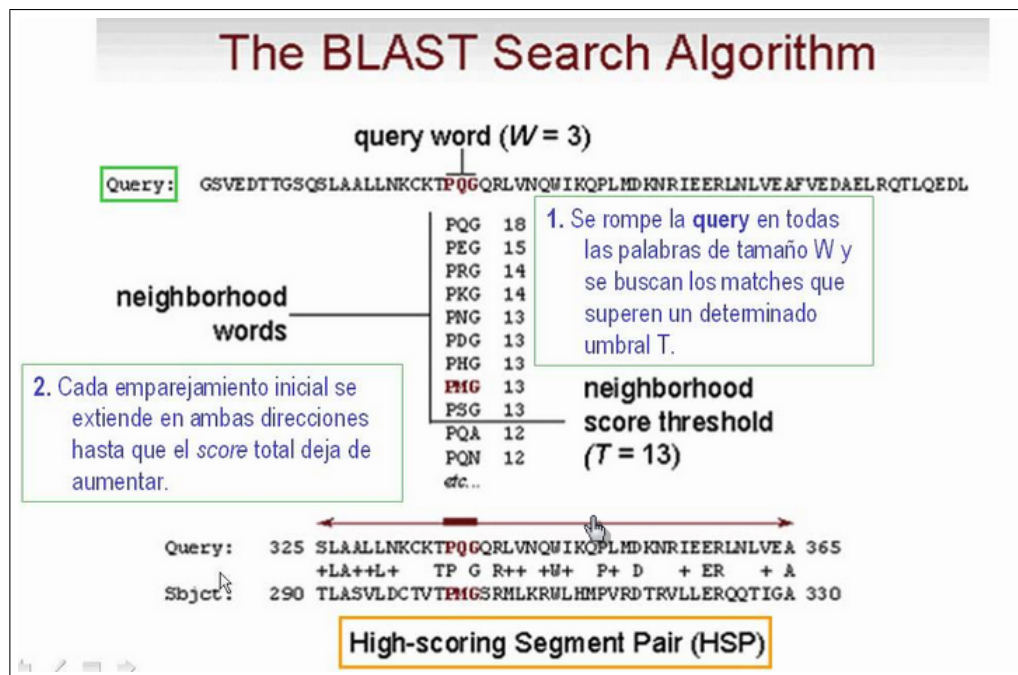 The BLAST Search Algorithm
query word (W = 3)
Query: GSVEDTTGSQSLAALLNKCKTPQGQRLVNQWIKQPLMDKNRIEERLNLVEAFVEDAELRQTLQEDL
PQG 18
PEG 15
PRG 14
PKG 14
PNG 13
PDG 13
PHG 13
PMG 13
PSG 13
PQA 12
PQN 12
etc...
neighborhood
words
1. Se rompe la query en todas
las palabras de tamaño W y
se buscan los matches que
superen un determinado
umbral T.
2. Cada emparejamiento inicial se
extiende en ambas direcciones
hasta que el score total deja de
aumentar.
neighborhood
score threshold
(T = 13)
Query: 325 SLAALLNKCKTPQGQRLVNQWIKQPLMDKNRIEERLNLVEA 365
+LA++L+ TP G R++ +W+ P+ D + ER + A
Sbjct: 290 TLASVLDCTVTPMGSRMLKRWLHMPVRDTRVLLERQQTIGA 330
High-scoring Segment Pair (HSP)